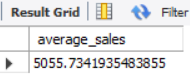 Result Grid Filter
average_sales
5055.7341935483855